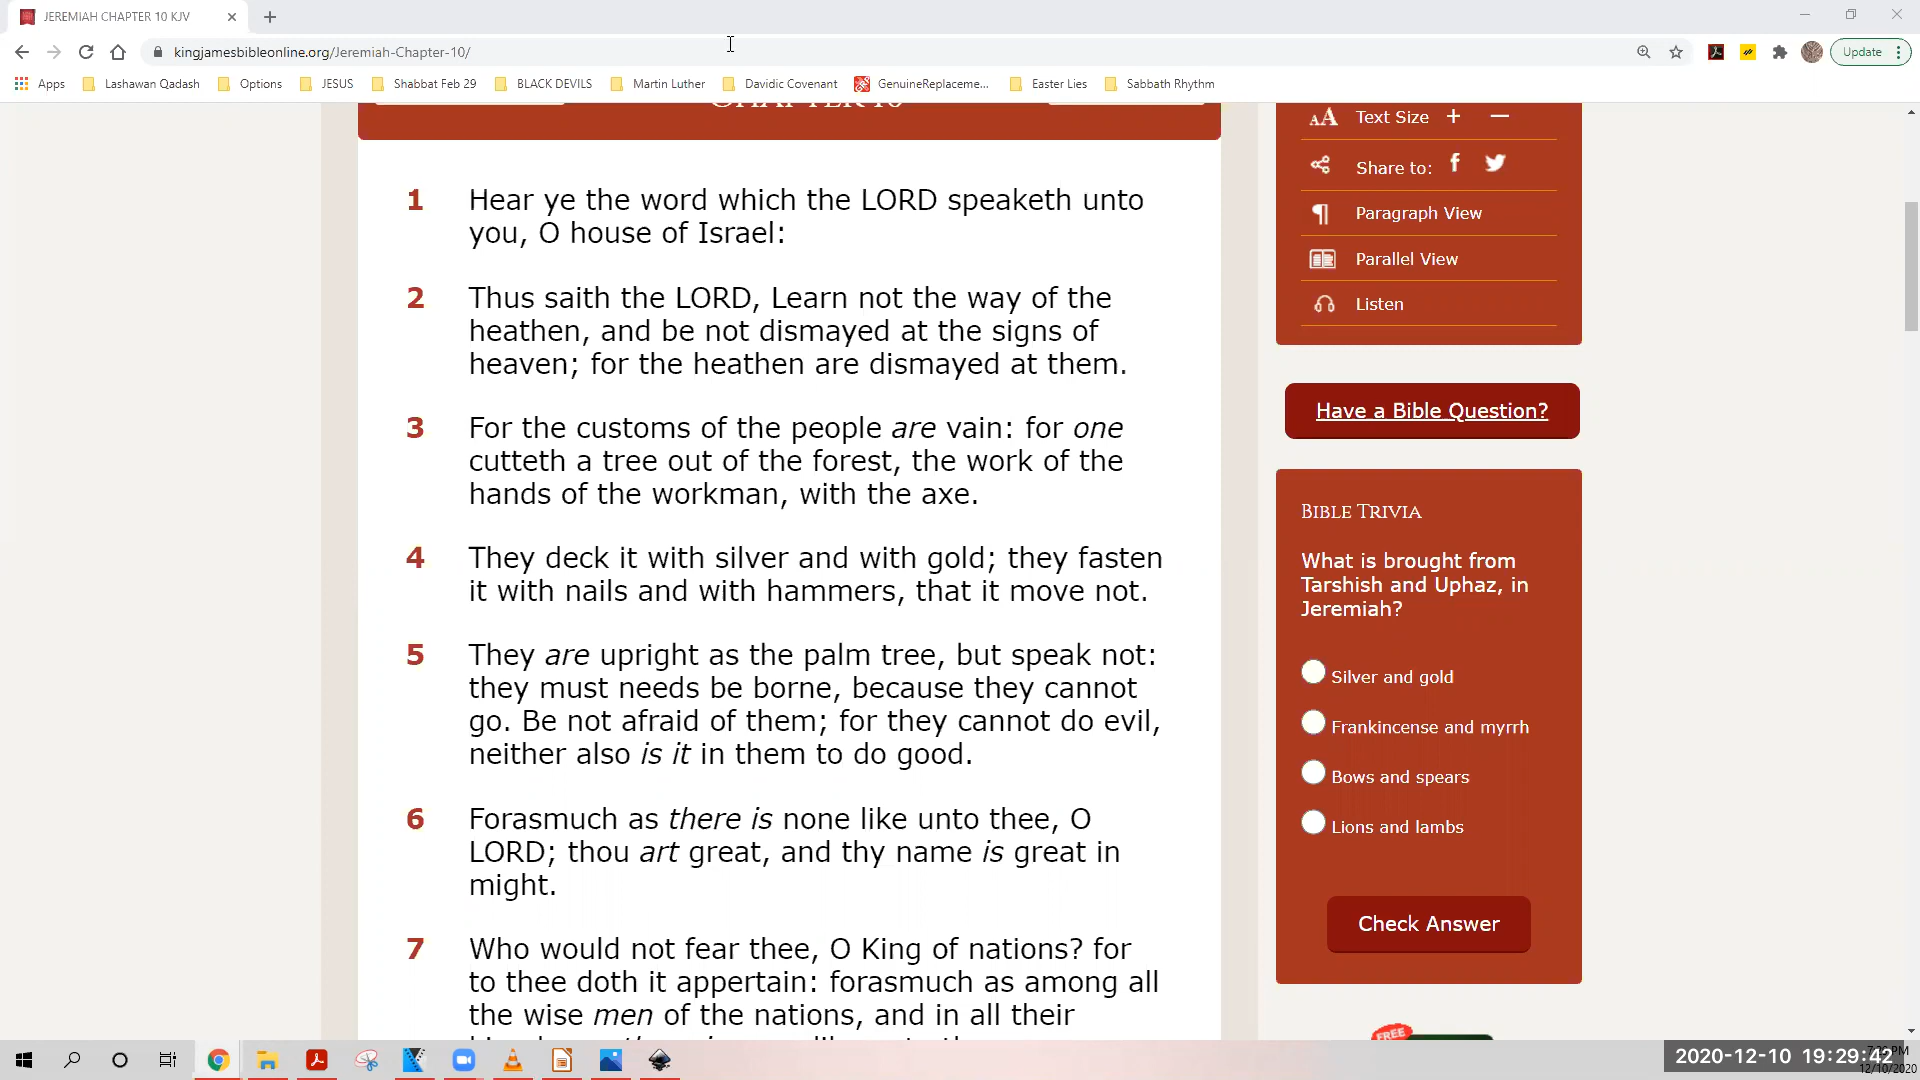 JEREMIAH CHAPTER 10 KJV
kingjamesbibleonline.org/Jeremiah-Chapter-10/
Update
Apps
Lashawan Qadash
Options
JESUS
Shabbat Feb 29
BLACK DEVILS
Martin Luther
Davidic Covenant
GenuineReplaceme...
Easter Lies
Sabbath Rhythm
CHAPTER 10
1 Hear ye the word which the LORD speaketh unto
you, O house of Israel:
2 Thus saith the LORD, Learn not the way of the
heathen, and be not dismayed at the signs of
heaven; for the heathen are dismayed at them.
3 For the customs of the people are vain: for one
cutteth a tree out of the forest, the work of the
hands of the workman, with the axe.
4 They deck it with silver and with gold; they fasten
it with nails and with hammers, that it move not.
5 They are upright as the palm tree, but speak not:
they must needs be borne, because they cannot
go. Be not afraid of them; for they cannot do evil,
neither also is it in them to do good.
6 Forasmuch as there is none like unto thee, O
LORD; thou art great, and thy name is great in
might.
7 Who would not fear thee, O King of nations? for
to thee doth it appertain: forasmuch as among all
the wise men of the nations, and in all their
AA Text Size + −
Share to:
Paragraph View
Parallel View
Listen
Have a Bible Question?
BIBLE TRIVIA
What is brought from
Tarshish and Uphaz, in
Jeremiah?
Silver and gold
Frankincense and myrrh
Bows and spears
Lions and lambs
Check Answer
FREE
2020-12-10 19:29:42
12/10/2020